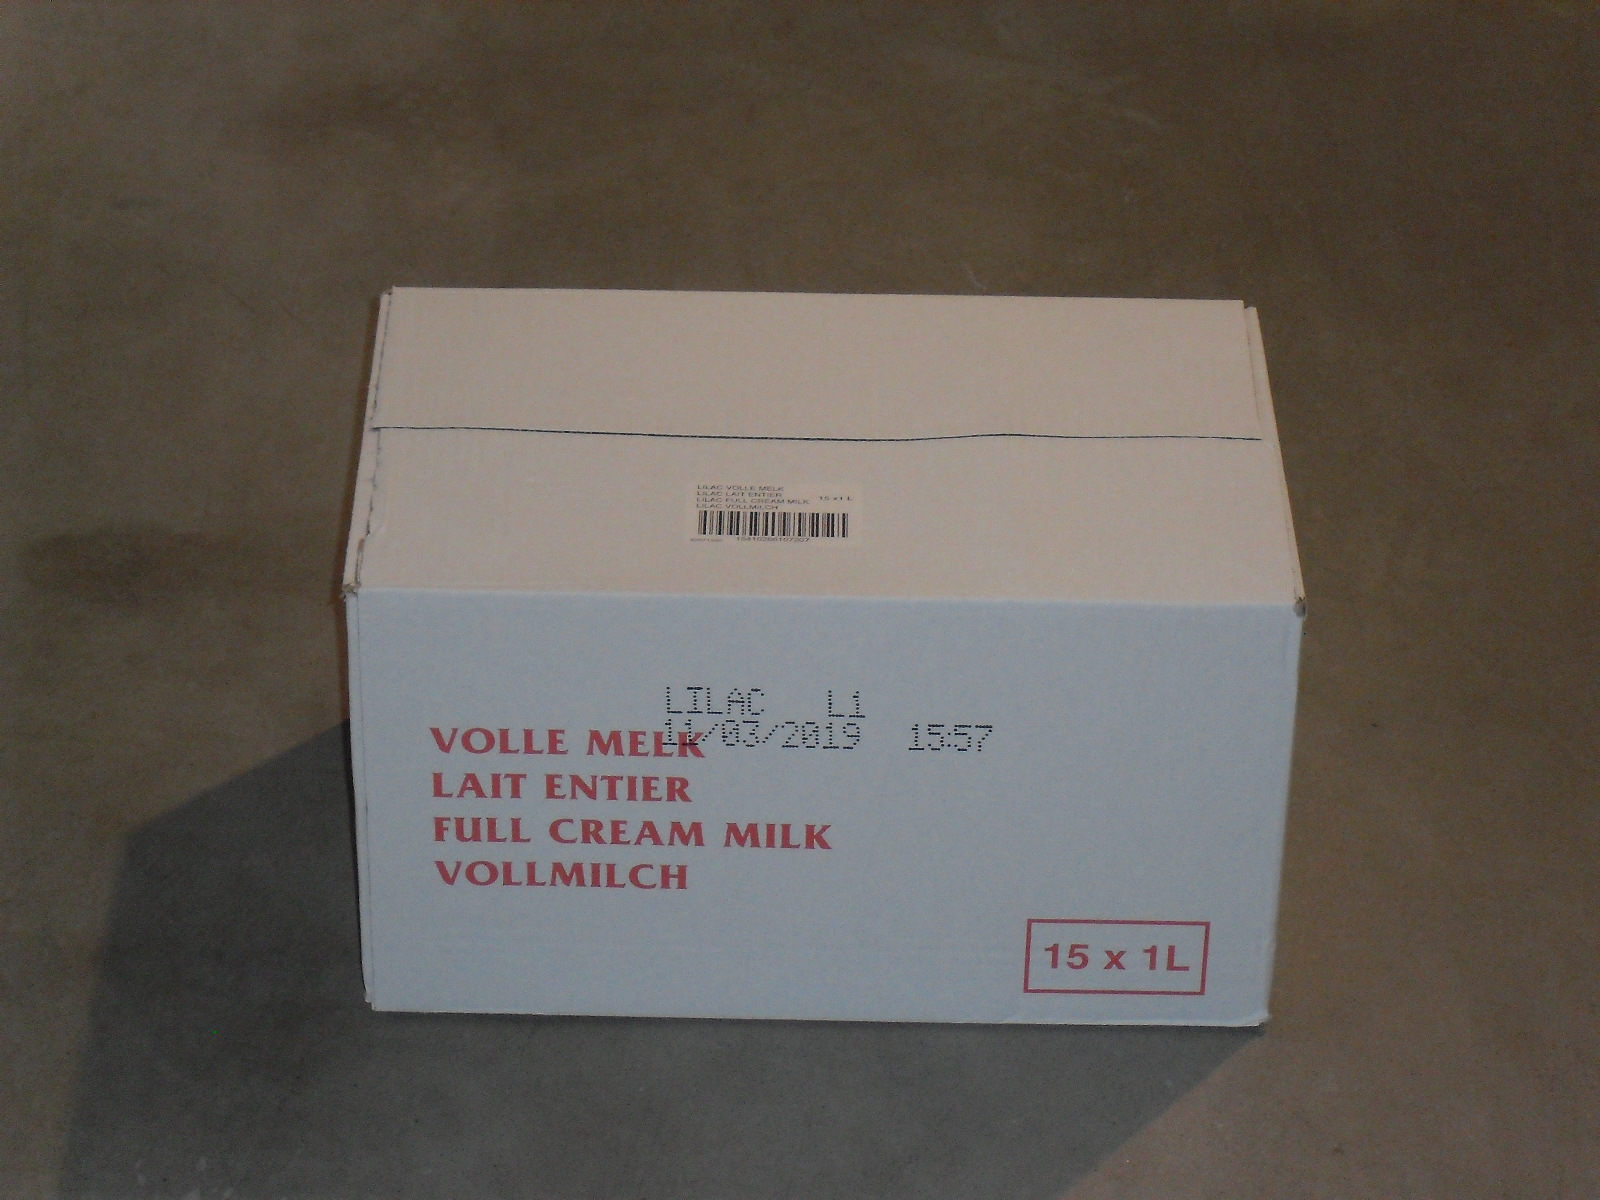 LILAC VOLLE MELK
LILAC LAIT ENTIER
LILAC FULL CREAM MILK 15 x1 L
LILAC VOLLMILCH
LILAC L1
11/03/2019 15:57
VOLLE MELK
LAIT ENTIER
FULL CREAM MILK
VOLLMILCH
15 x 1L